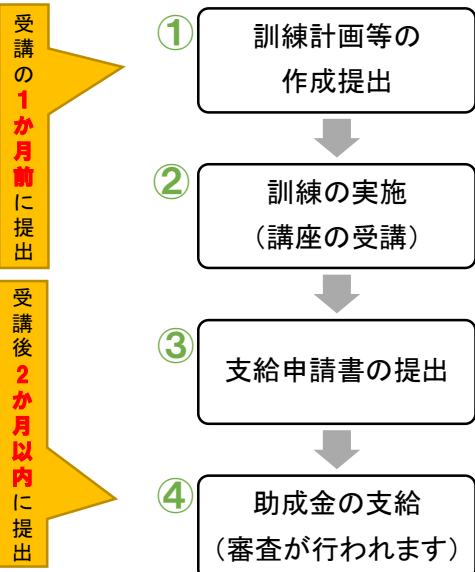 受講の1か月前に提出
①
訓練計画等の
作成提出
②
訓練の実施
（講座の受講）
受講後2か月以内に提出
③
支給申請書の提出
④
助成金の支給
（審査が行われます）